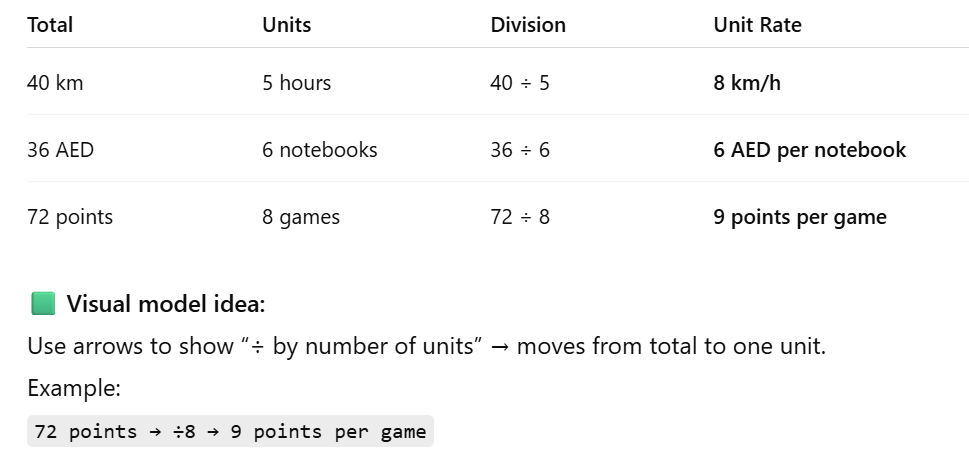 Total Units Division Unit Rate
40 km 5 hours 40 ÷ 5 8 km/h
36 AED 6 notebooks 36 ÷ 6 6 AED per notebook
72 points 8 games 72 ÷ 8 9 points per game
Visual model idea:
Use arrows to show “÷ by number of units” → moves from total to one unit.
Example:
72 points → ÷8 → 9 points per game